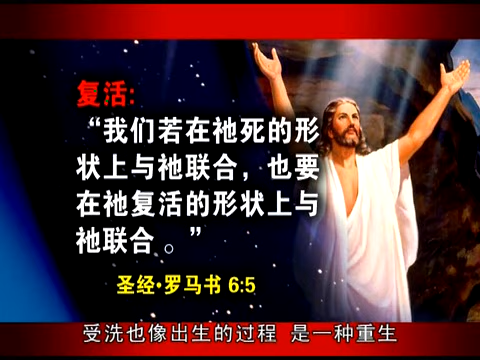 复活:
“我们若在祂死的形
状上与祂联合，也要
在祂复活的形状上与
祂联合。”
圣经·罗马书 6:5
受洗也像出生的过程 是一种重生